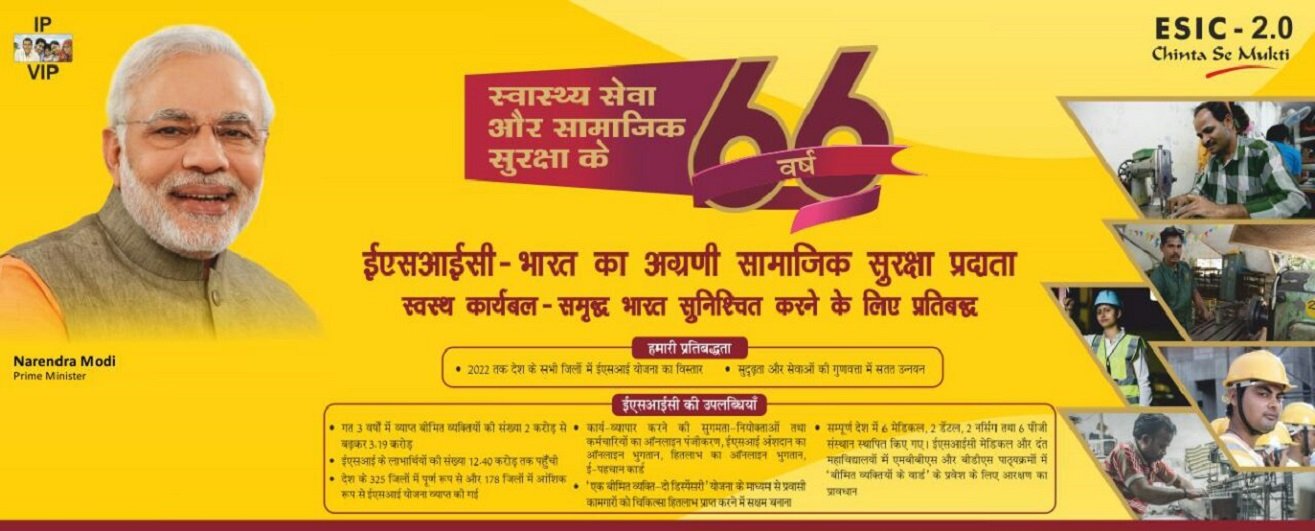 IP
VIP
ESIC - 2.0
Chinta Se Mukti
स्वास्थ्य सेवा
और सामाजिक
सुरक्षा के
66
वर्ष
ईएसआईसी - भारत का अग्रणी सामाजिक सुरक्षा प्रदाता
स्वस्थ कार्यबल - समृद्ध भारत सुनिश्चित करने के लिए प्रतिबद्ध
Narendra Modi
Prime Minister
हमारी प्रतिबद्धता
• 2022 तक देश के सभी जिलों में ईएसआई योजना का विस्तार
• सुदृढ़ता और सेवाओं की गुणवत्ता में सतत उन्नयन
ईएसआईसी की उपलब्धियाँ
• गत 3 वर्षों में व्याप्त बीमित व्यक्तियों की संख्या 2 करोड़ से
बढ़कर 3.19 करोड़
• ईएसआई के लाभार्थियों की संख्या 12.40 करोड़ तक पहुँची
• देश के 325 जिलों में पूर्ण रूप से और 178 जिलों में आंशिक
रूप से ईएसआई योजना व्याप्त की गई
• कार्य-व्यापार करने की सुगमता-नियोक्ताओं तथा
कर्मचारियों का ऑनलाइन पंजीकरण, ईएसआई अंशदान का
ऑनलाइन भुगतान, हितलाभ का ऑनलाइन भुगतान,
ई-पहचान कार्ड
• 'एक बीमित व्यक्ति-दो डिस्पेंसरी' योजना के माध्यम से प्रवासी
कामगारों को चिकित्सा हितलाभ प्राप्त करने में सक्षम बनाना
• सम्पूर्ण देश में 6 मेडिकल, 2 डेंटल, 2 नर्सिंग तथा 6 पीजी
संस्थान स्थापित किए गए। ईएसआईसी मेडिकल और दंत
महाविद्यालयों में एमबीबीएस और बीडीएस पाठ्यक्रमों में
'बीमित व्यक्तियों के वार्ड' के प्रवेश के लिए आरक्षण का
प्रावधान